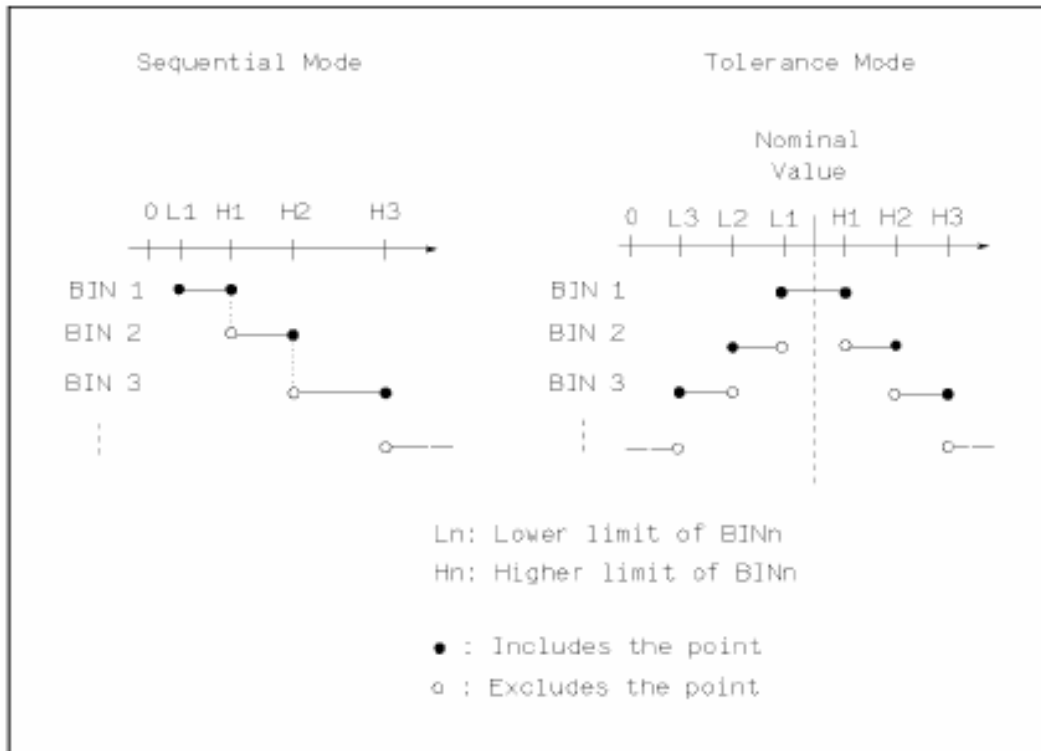 Sequential Mode
Tolerance Mode
Nominal
Value
0 L1 H1 H2 H3
0 L3 L2 L1 H1 H2 H3
BIN 1
BIN 1
BIN 2
BIN 2
BIN 3
BIN 3
Ln: Lower limit of BINn
Hn: Higher limit of BINn
● : Includes the point
○ : Excludes the point